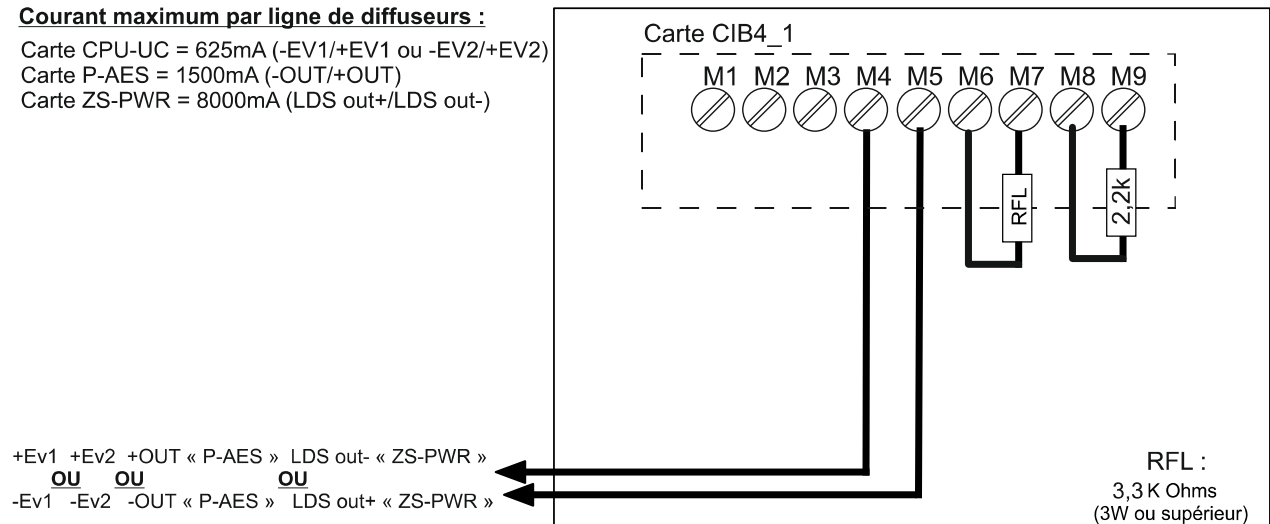 Courant maximum par ligne de diffuseurs :
Carte CPU-UC = 625mA (-EV1/+EV1 ou -EV2/+EV2)
Carte P-AES = 1500mA (-OUT/+OUT)
Carte ZS-PWR = 8000mA (LDS out+/LDS out-)
Carte CIB4_1
M1 M2 M3 M4 M5 M6 M7 M8 M9
RFL
2,2k
+Ev1 +Ev2 +OUT « P-AES » LDS out- « ZS-PWR »
OU OU OU
-Ev1 -Ev2 -OUT « P-AES » LDS out+ « ZS-PWR »
RFL :
3,3 K Ohms
(3W ou supérieur)